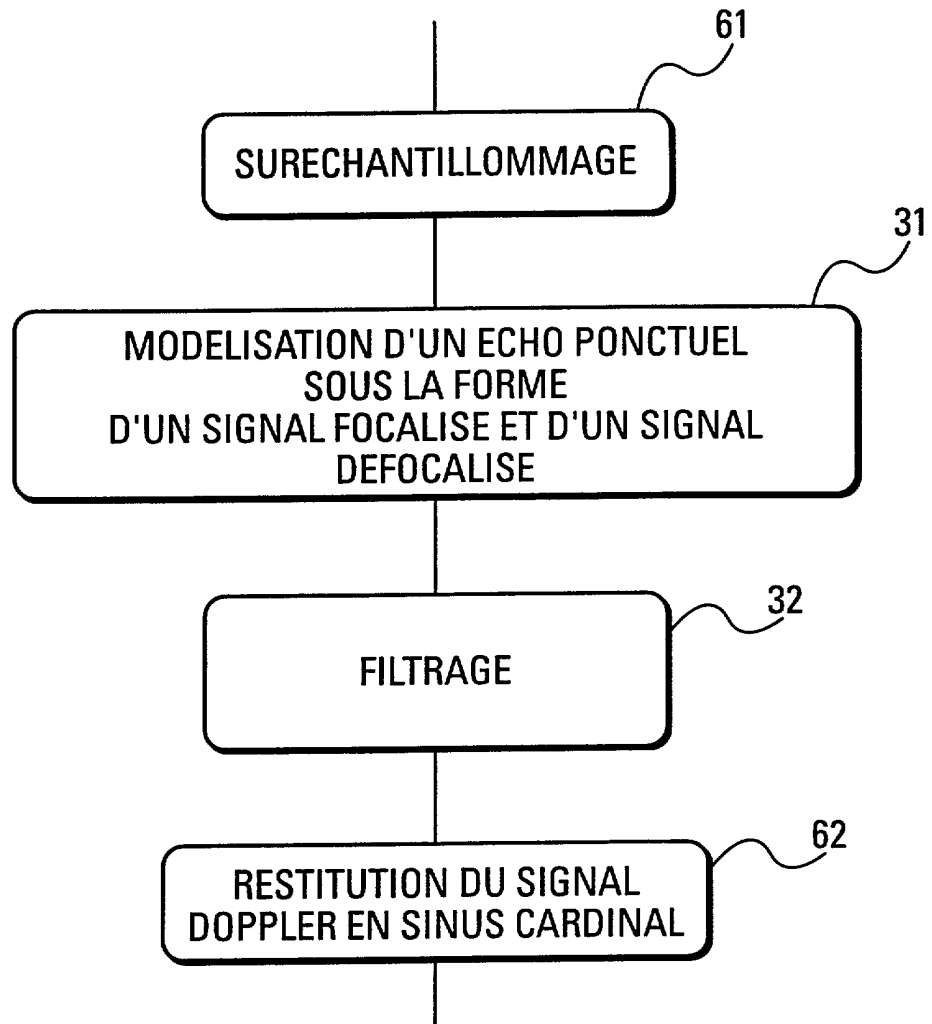 61
SURECHANTILLOMMAGE
31
MODELISATION D'UN ECHO PONCTUEL
SOUS LA FORME
D'UN SIGNAL FOCALISE ET D'UN SIGNAL
DEFOCALISE
32
FILTRAGE
62
RESTITUTION DU SIGNAL
DOPPLER EN SINUS CARDINAL